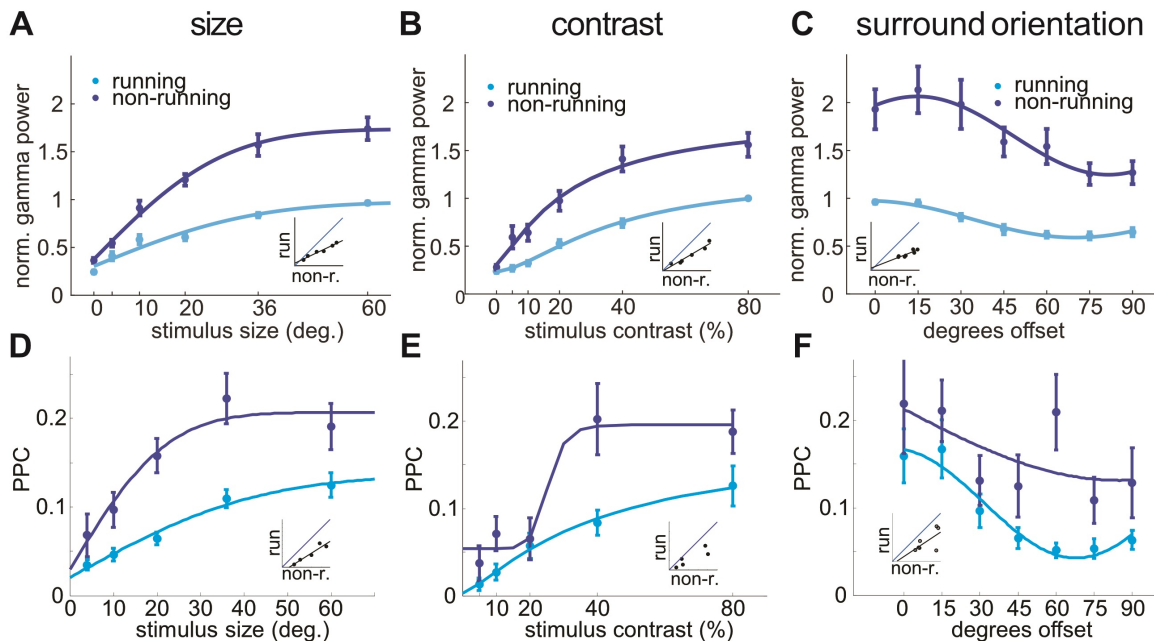 A size
running
non-running
norm. gamma power
2
1.5
1
0.5
0
run
non-r.
0 10 20 36 60
stimulus size (deg.)
B contrast
running
non-running
norm. gamma power
2
1.5
1
0.5
0
run
non-r.
0 10 20 40 80
stimulus contrast (%)
C surround orientation
running
non-running
norm. gamma power
2
1.5
1
0.5
0
run
non-r.
0 15 30 45 60 75 90
degrees offset
D
PPC
0.2
0.1
0
run
non-r.
0 10 20 30 40 50 60
stimulus size (deg.)
E
PPC
0.2
0.1
0
run
non-r.
0 10 20 40 80
stimulus contrast (%)
F
PPC
0.2
0.1
0
run
non-r.
0 15 30 45 60 75 90
degrees offset